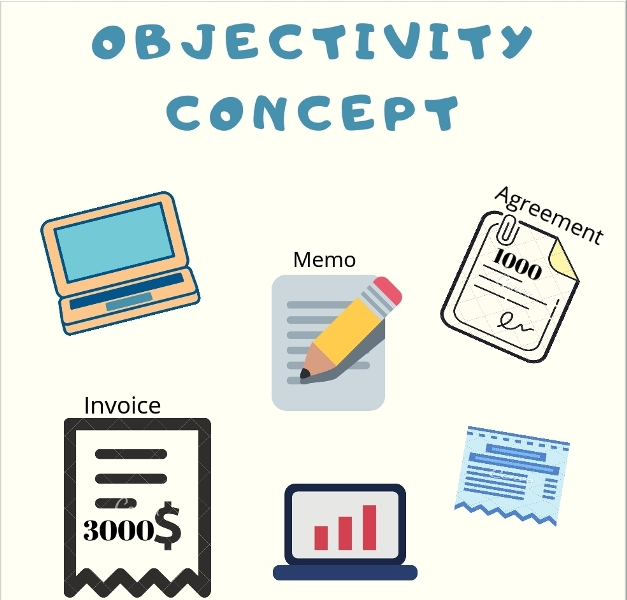 OBJECTIVITY
CONCEPT
Agreement
1000
Memo
Invoice
3000$